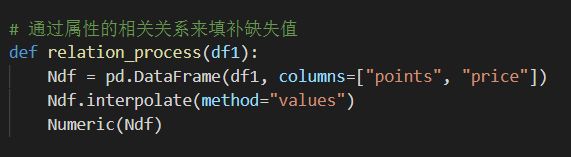 # 通过属性的相关关系来填补缺失值
def relation_process(df1):
    Ndf = pd.DataFrame(df1, columns=["points", "price"])
    Ndf.interpolate(method="values")
    Numeric(Ndf)